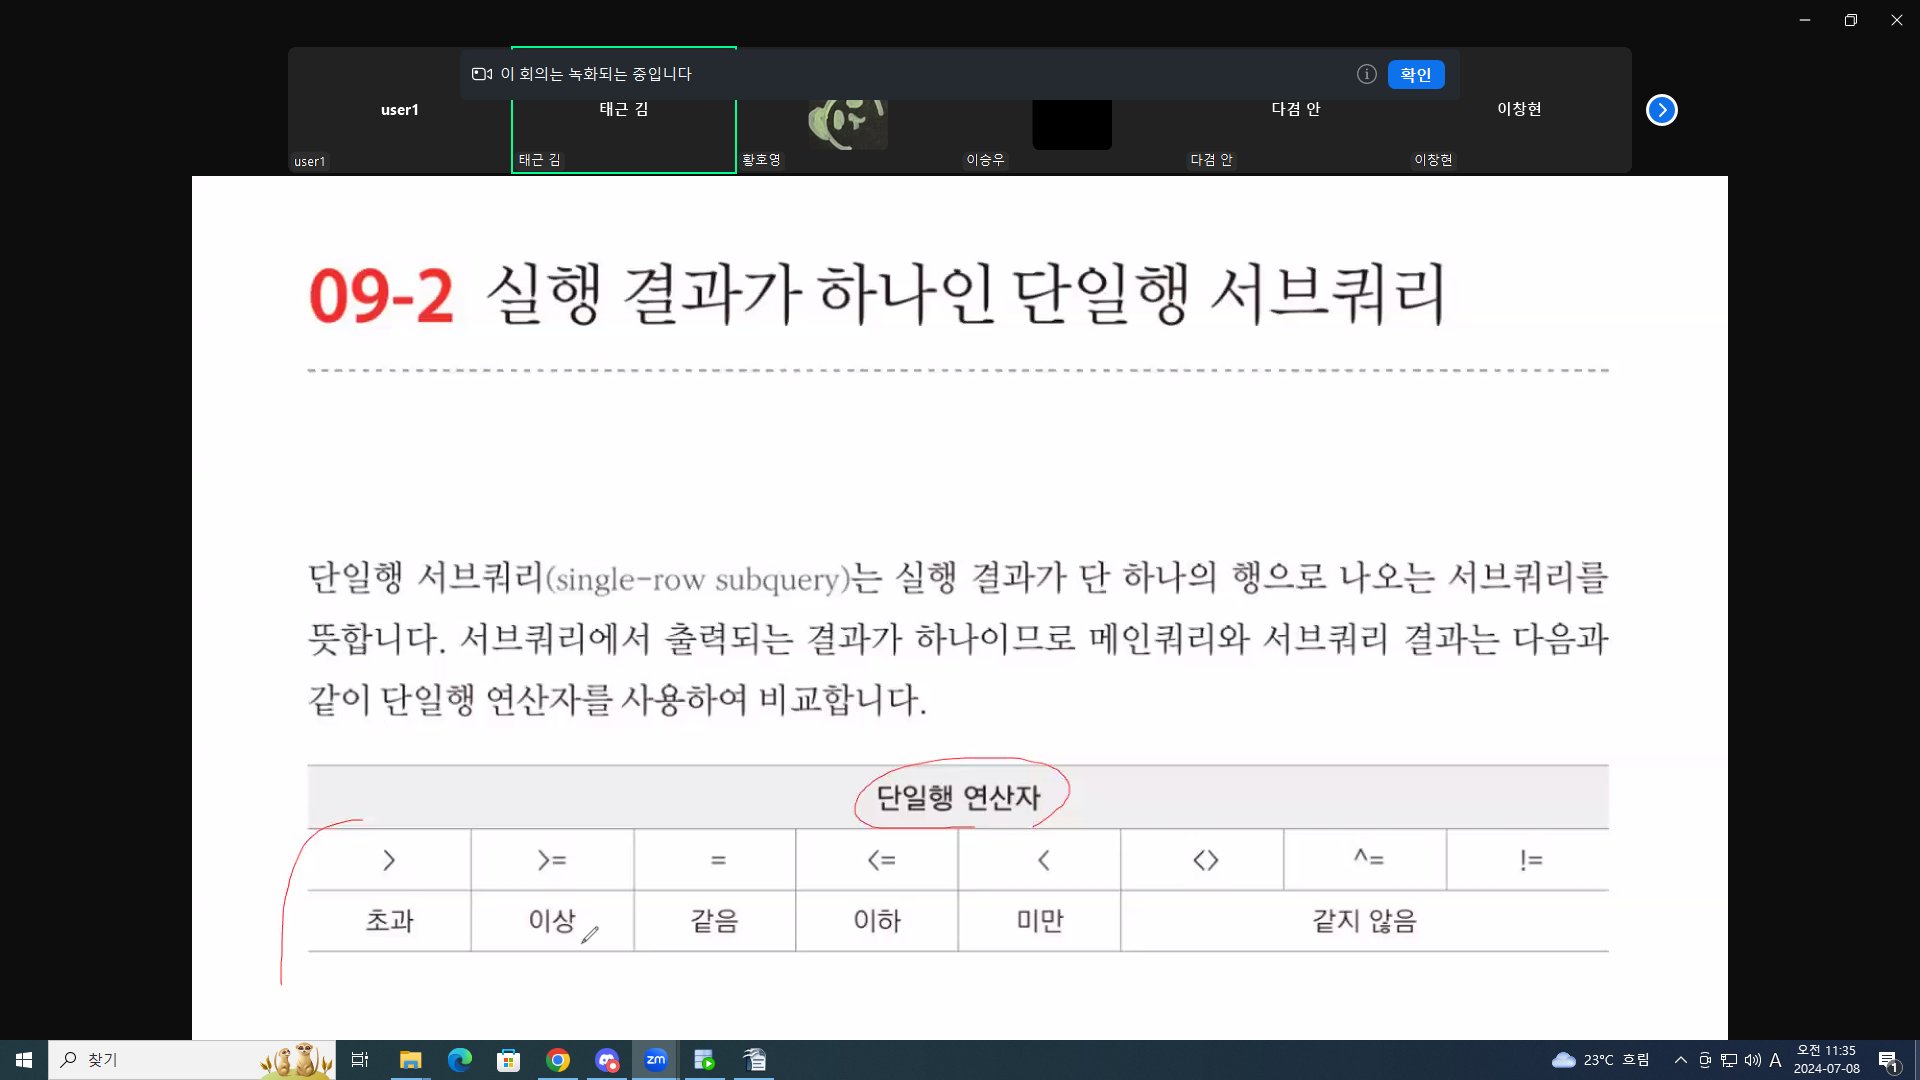 이 회의는 녹화되는 중입니다
확인
user1
태근 김
다겸 안
이창현
user1
태근 김
황호영
이승우
다겸 안
이창현
09-2 실행 결과가 하나인 단일행 서브쿼리
단일행 서브쿼리(single-row subquery)는 실행 결과가 단 하나의 행으로 나오는 서브쿼리를
뜻합니다. 서브쿼리에서 출력되는 결과가 하나이므로 메인쿼리와 서브쿼리 결과는 다음과
같이 단일행 연산자를 사용하여 비교합니다.
단일행 연산자
> >= = <= < <> ^= !=
초과 이상 같음 이하 미만 같지 않음
찾기
zm
23°C 흐림
A
오전 11:35
2024-07-08
1